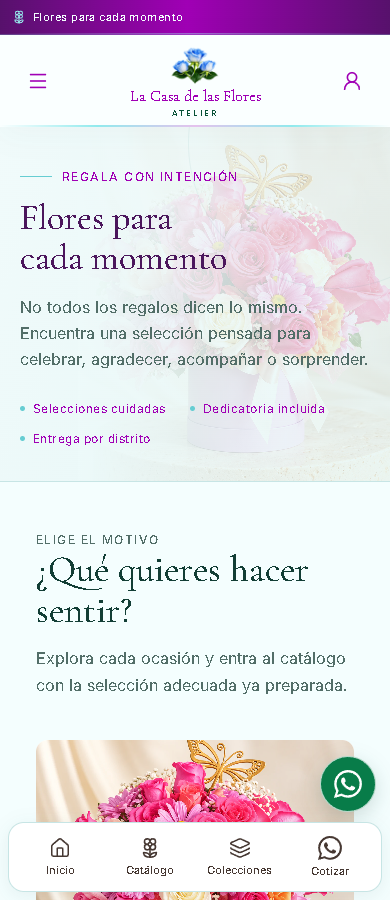 Flores para cada momento
La Casa de las Flores
ATELIER
REGALA CON INTENCIÓN
Flores para
cada momento
No todos los regalos dicen lo mismo.
Encuentra una selección pensada para
celebrar, agradecer, acompañar o sorprender.
Selecciones cuidadas
Dedicatoria incluida
Entrega por distrito
ELIGE EL MOTIVO
¿Qué quieres hacer
sentir?
Explora cada ocasión y entra al catálogo
con la selección adecuada ya preparada.
Inicio
Catálogo
Colecciones
Cotizar